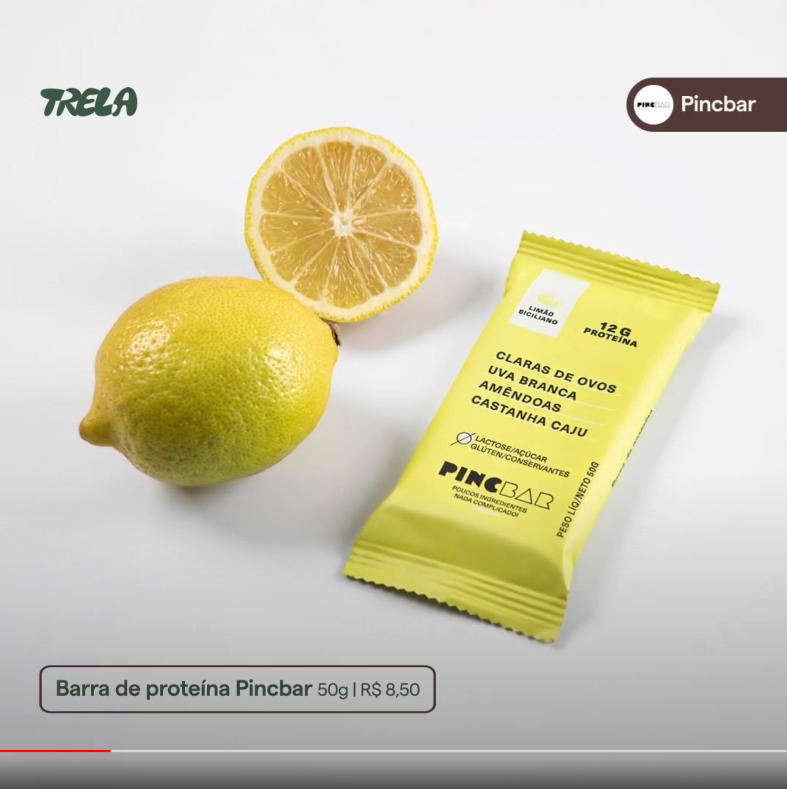 TRELA
PINCBAR
Pincbar
LIMÃO
SICILIANO
12 G
PROTEÍNA
CLARAS DE OVOS
UVA BRANCA
AMÊNDOAS
CASTANHA CAJU
LACTOSE/AÇÚCAR
GLÚTEN/CONSERVANTES
PINCBAR
POUCOS INGREDIENTES
NADA COMPLICADO!
PESO LÍQ/NETO 50G
Barra de proteína Pincbar 50g | R$ 8,50